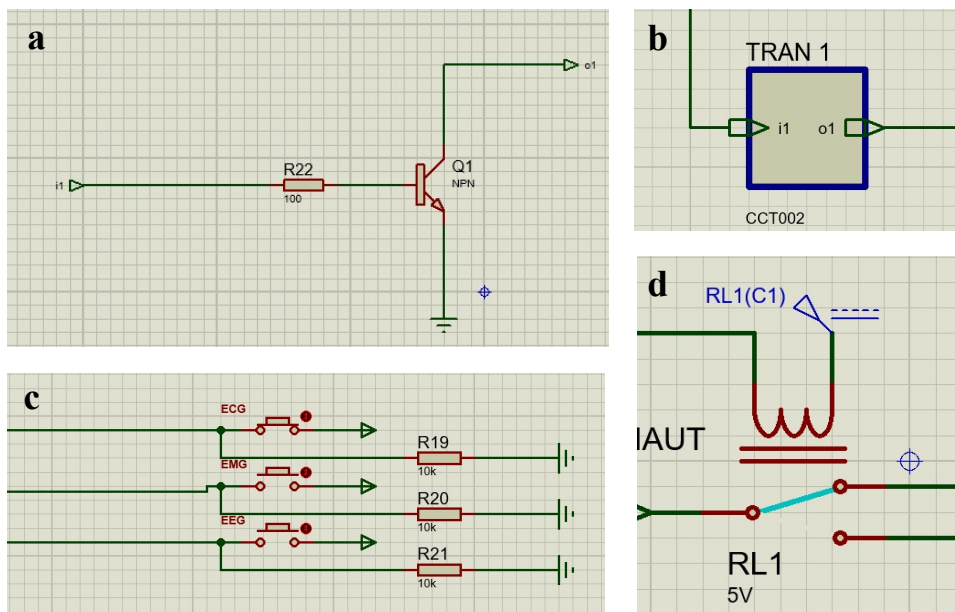 a
o1
i1
R22
100
Q1
NPN
b
TRAN 1
i1
o1
CCT002
c
ECG
R19
10k
EMG
R20
10k
EEG
R21
10k
d
RL1(C1)
HAUT
RL1
5V